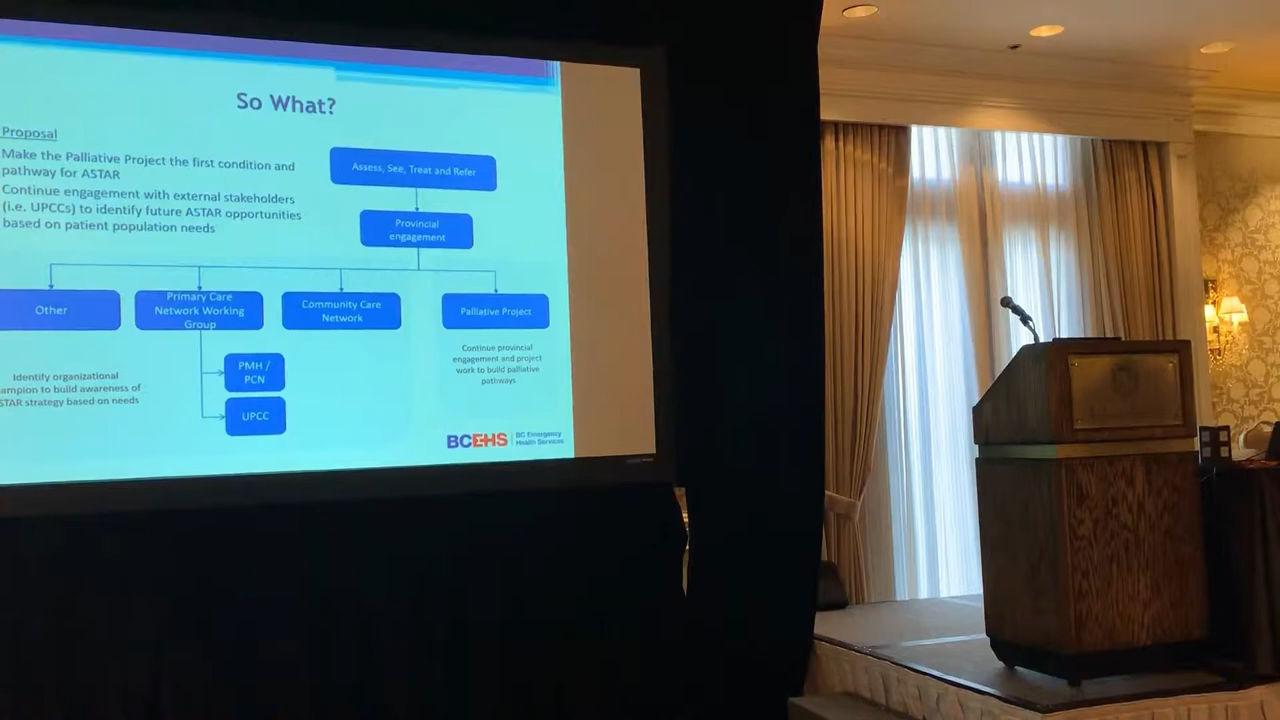 So What?
Proposal
Make the Palliative Project the first condition and
pathway for ASTAR
Continue engagement with external stakeholders
(i.e. UPCCs) to identify future ASTAR opportunities
based on patient population needs
Assess, See, Treat and Refer
Provincial
engagement
Other
Primary Care
Network Working
Group
Community Care
Network
Palliative Project
Identify organizational
ampion to build awareness of
STAR strategy based on needs
PMH /
PCN
UPCC
Continue provincial
engagement and project
work to build palliative
pathways
BCEHS
BC Emergency
Health Services